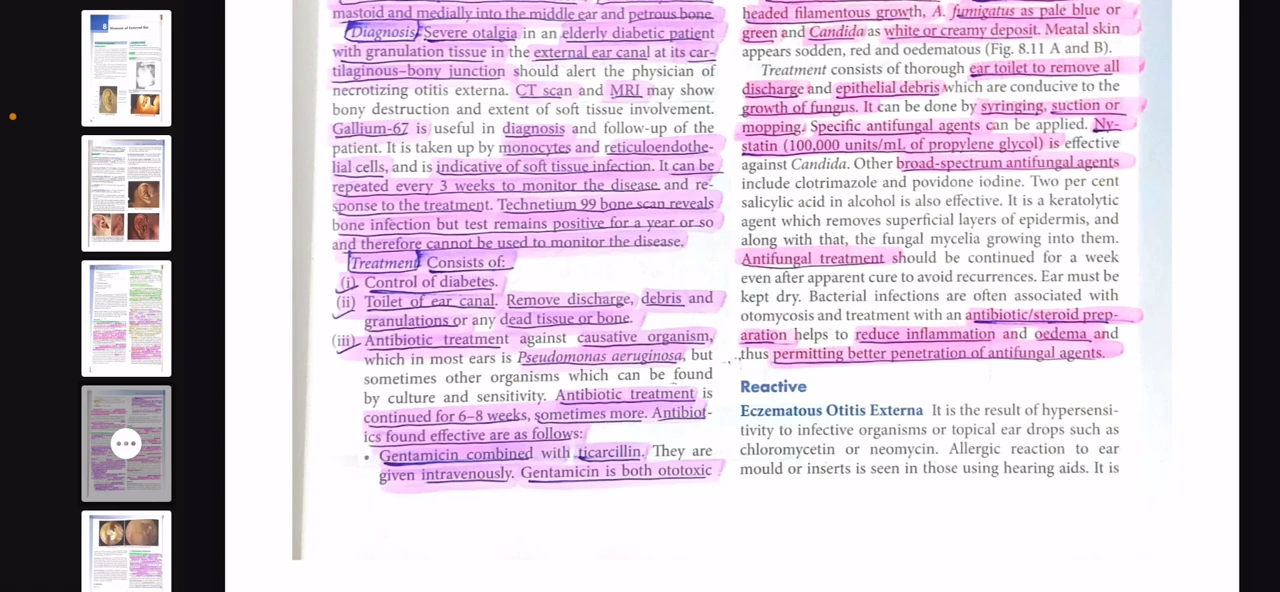 mastoid and medially into the middle ear and petrous bone.
Diagnosis Severe otalgia in an elderly diabetic patient
with granulation tissue in the external ear canal at its car-
tilaginous–bony junction should alert the physician of
necrotizing otitis externa. CT scan and MRI may show
bony destruction and extent of soft tissue involvement.
Gallium-67 is useful in diagnosis and follow-up of the
patient. It is taken up by monocytes and reticuloendothe-
lial cells, and is indicative of soft tissue infection. It can be
repeated every 3 weeks to monitor the disease and re-
sponse to the treatment. Technetium 99 bone scan reveals
bone infection but test remains positive for a year or so
and therefore cannot be used to monitor the disease.
Treatment Consists of:
(i) Control of diabetes.
(ii) Toilet of ear canal. Remove discharge, debris and
granulations or any dead tissue or bone.
(iii) Antibiotic treatment against causative organism,
which in most ears is Pseudomonas aeruginosa, but
sometimes other organisms which can be found
by culture and sensitivity. Antibiotic treatment is
continued for 6–8 weeks, sometimes more. Antibiot-
ics found effective are as follows:
• Gentamicin combined with ticarcillin. They are
given intravenously. Gentamicin is both ototoxic
headed filamentous growth, A. fumigatus as pale blue or
green and Candida as white or creamy deposit. Meatal skin
appears sodden, red and oedematous (Fig. 8.11 A and B).
Treatment consists of thorough ear toilet to remove all
discharge and epithelial debris which are conducive to the
growth of fungus. It can be done by syringing, suction or
mopping. Specific antifungal agents can be applied. Ny-
statin (100,000 units/mL of propylene glycol) is effective
against Candida. Other broad-spectrum antifungal agents
include clotrimazole and povidone iodine. Two per cent
salicylic acid in alcohol is also effective. It is a keratolytic
agent which removes superficial layers of epidermis, and
along with that, the fungal mycelia growing into them.
Antifungal treatment should be continued for a week
even after apparent cure to avoid recurrences. Ear must be
kept dry. Bacterial infections are often associated with
otomycosis and treatment with an antibiotic/steroid prep-
aration helps to reduce inflammation and oedema and
thus permitting better penetration of antifungal agents.
Reactive
Eczematous Otitis Externa It is the result of hypersensi-
tivity to infective organisms or topical ear drops such as
chloromycetin or neomycin. Allergic reaction to ear
mould or inserts is seen in those using hearing aids. It is